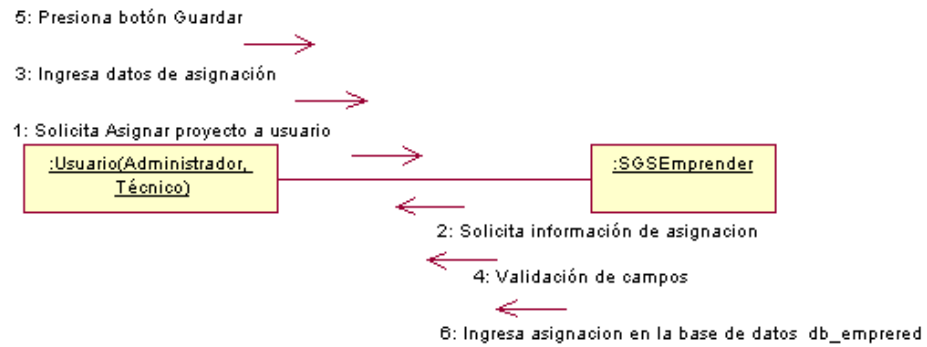 5: Presiona botón Guardar
3: Ingresa datos de asignación
1: Solicita Asignar proyecto a usuario
:Usuario(Administrador,
Técnico)
:SGSEmprender
2: Solicita información de asignacion
4: Validación de campos
6: Ingresa asignacion en la base de datos db_emprered